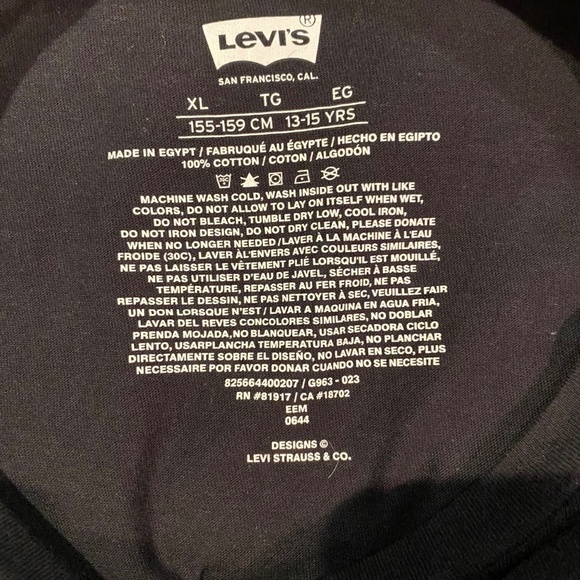 LEVI'S®
SAN FRANCISCO, CAL.
XL TG EG
155-159 CM 13-15 YRS
MADE IN EGYPT / FABRIQUÉ AU ÉGYPTE / HECHO EN EGIPTO
100% COTTON / COTON / ALGODÓN
MACHINE WASH COLD, WASH INSIDE OUT WITH LIKE
COLORS, DO NOT ALLOW TO LAY ON ITSELF WHEN WET,
DO NOT BLEACH, TUMBLE DRY LOW, COOL IRON,
DO NOT IRON DESIGN, DO NOT DRY CLEAN, PLEASE DONATE
WHEN NO LONGER NEEDED / LAVER À LA MACHINE À L'EAU
FROIDE (30C), LAVER À L'ENVERS AVEC COULEURS SIMILAIRES,
NE PAS LAISSER LE VÊTEMENT PLIÉ LORSQU'IL EST MOUILLÉ,
NE PAS UTILISER D'EAU DE JAVEL, SÉCHER À BASSE
TEMPÉRATURE, REPASSER AU FER FROID, NE PAS
REPASSER LE DESSIN, NE PAS NETTOYER À SEC, VEUILLEZ FAIR
UN DON LORSQUE N'EST / LAVAR A MAQUINA EN AGUA FRIA,
LAVAR DEL REVES CONCOLORES SIMILARES, NO DOBLAR
PRENDA MOJADA, NO BLANQUEAR, USAR SECADORA CICLO
LENTO, USARPLANCHA TEMPERATURA BAJA, NO PLANCHAR
DIRECTAMENTE SOBRE EL DISEÑO, NO LAVAR EN SECO, PLUS
NECESSAIRE POR FAVOR DONAR CUANDO NO SE NECESITE
825664400207 / G963 - 023
RN #81917 / CA #18702
EEM
0644
DESIGNS ©
LEVI STRAUSS & CO.